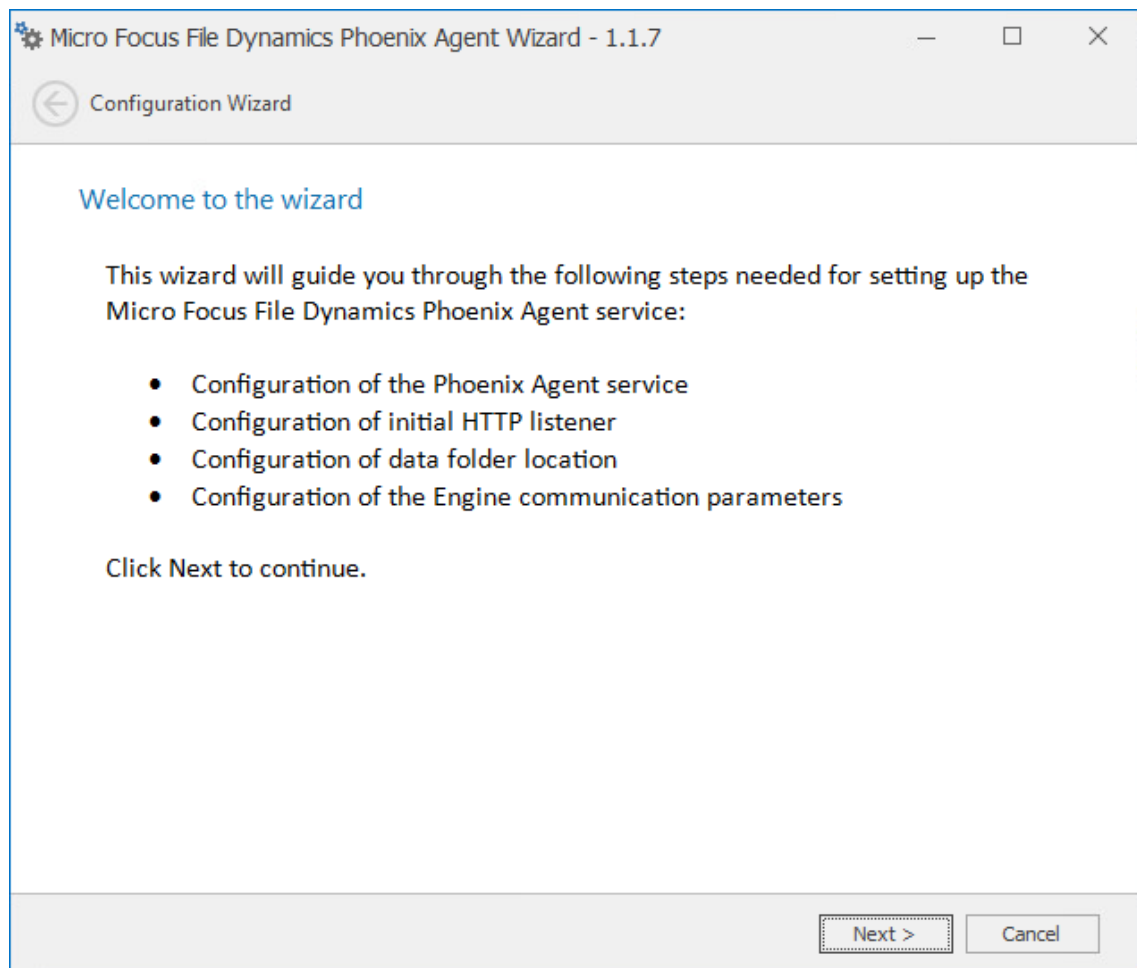 Micro Focus File Dynamics Phoenix Agent Wizard - 1.1.7
Configuration Wizard
Welcome to the wizard
This wizard will guide you through the following steps needed for setting up the
Micro Focus File Dynamics Phoenix Agent service:
• Configuration of the Phoenix Agent service
• Configuration of initial HTTP listener
• Configuration of data folder location
• Configuration of the Engine communication parameters
Click Next to continue.
Next >
Cancel